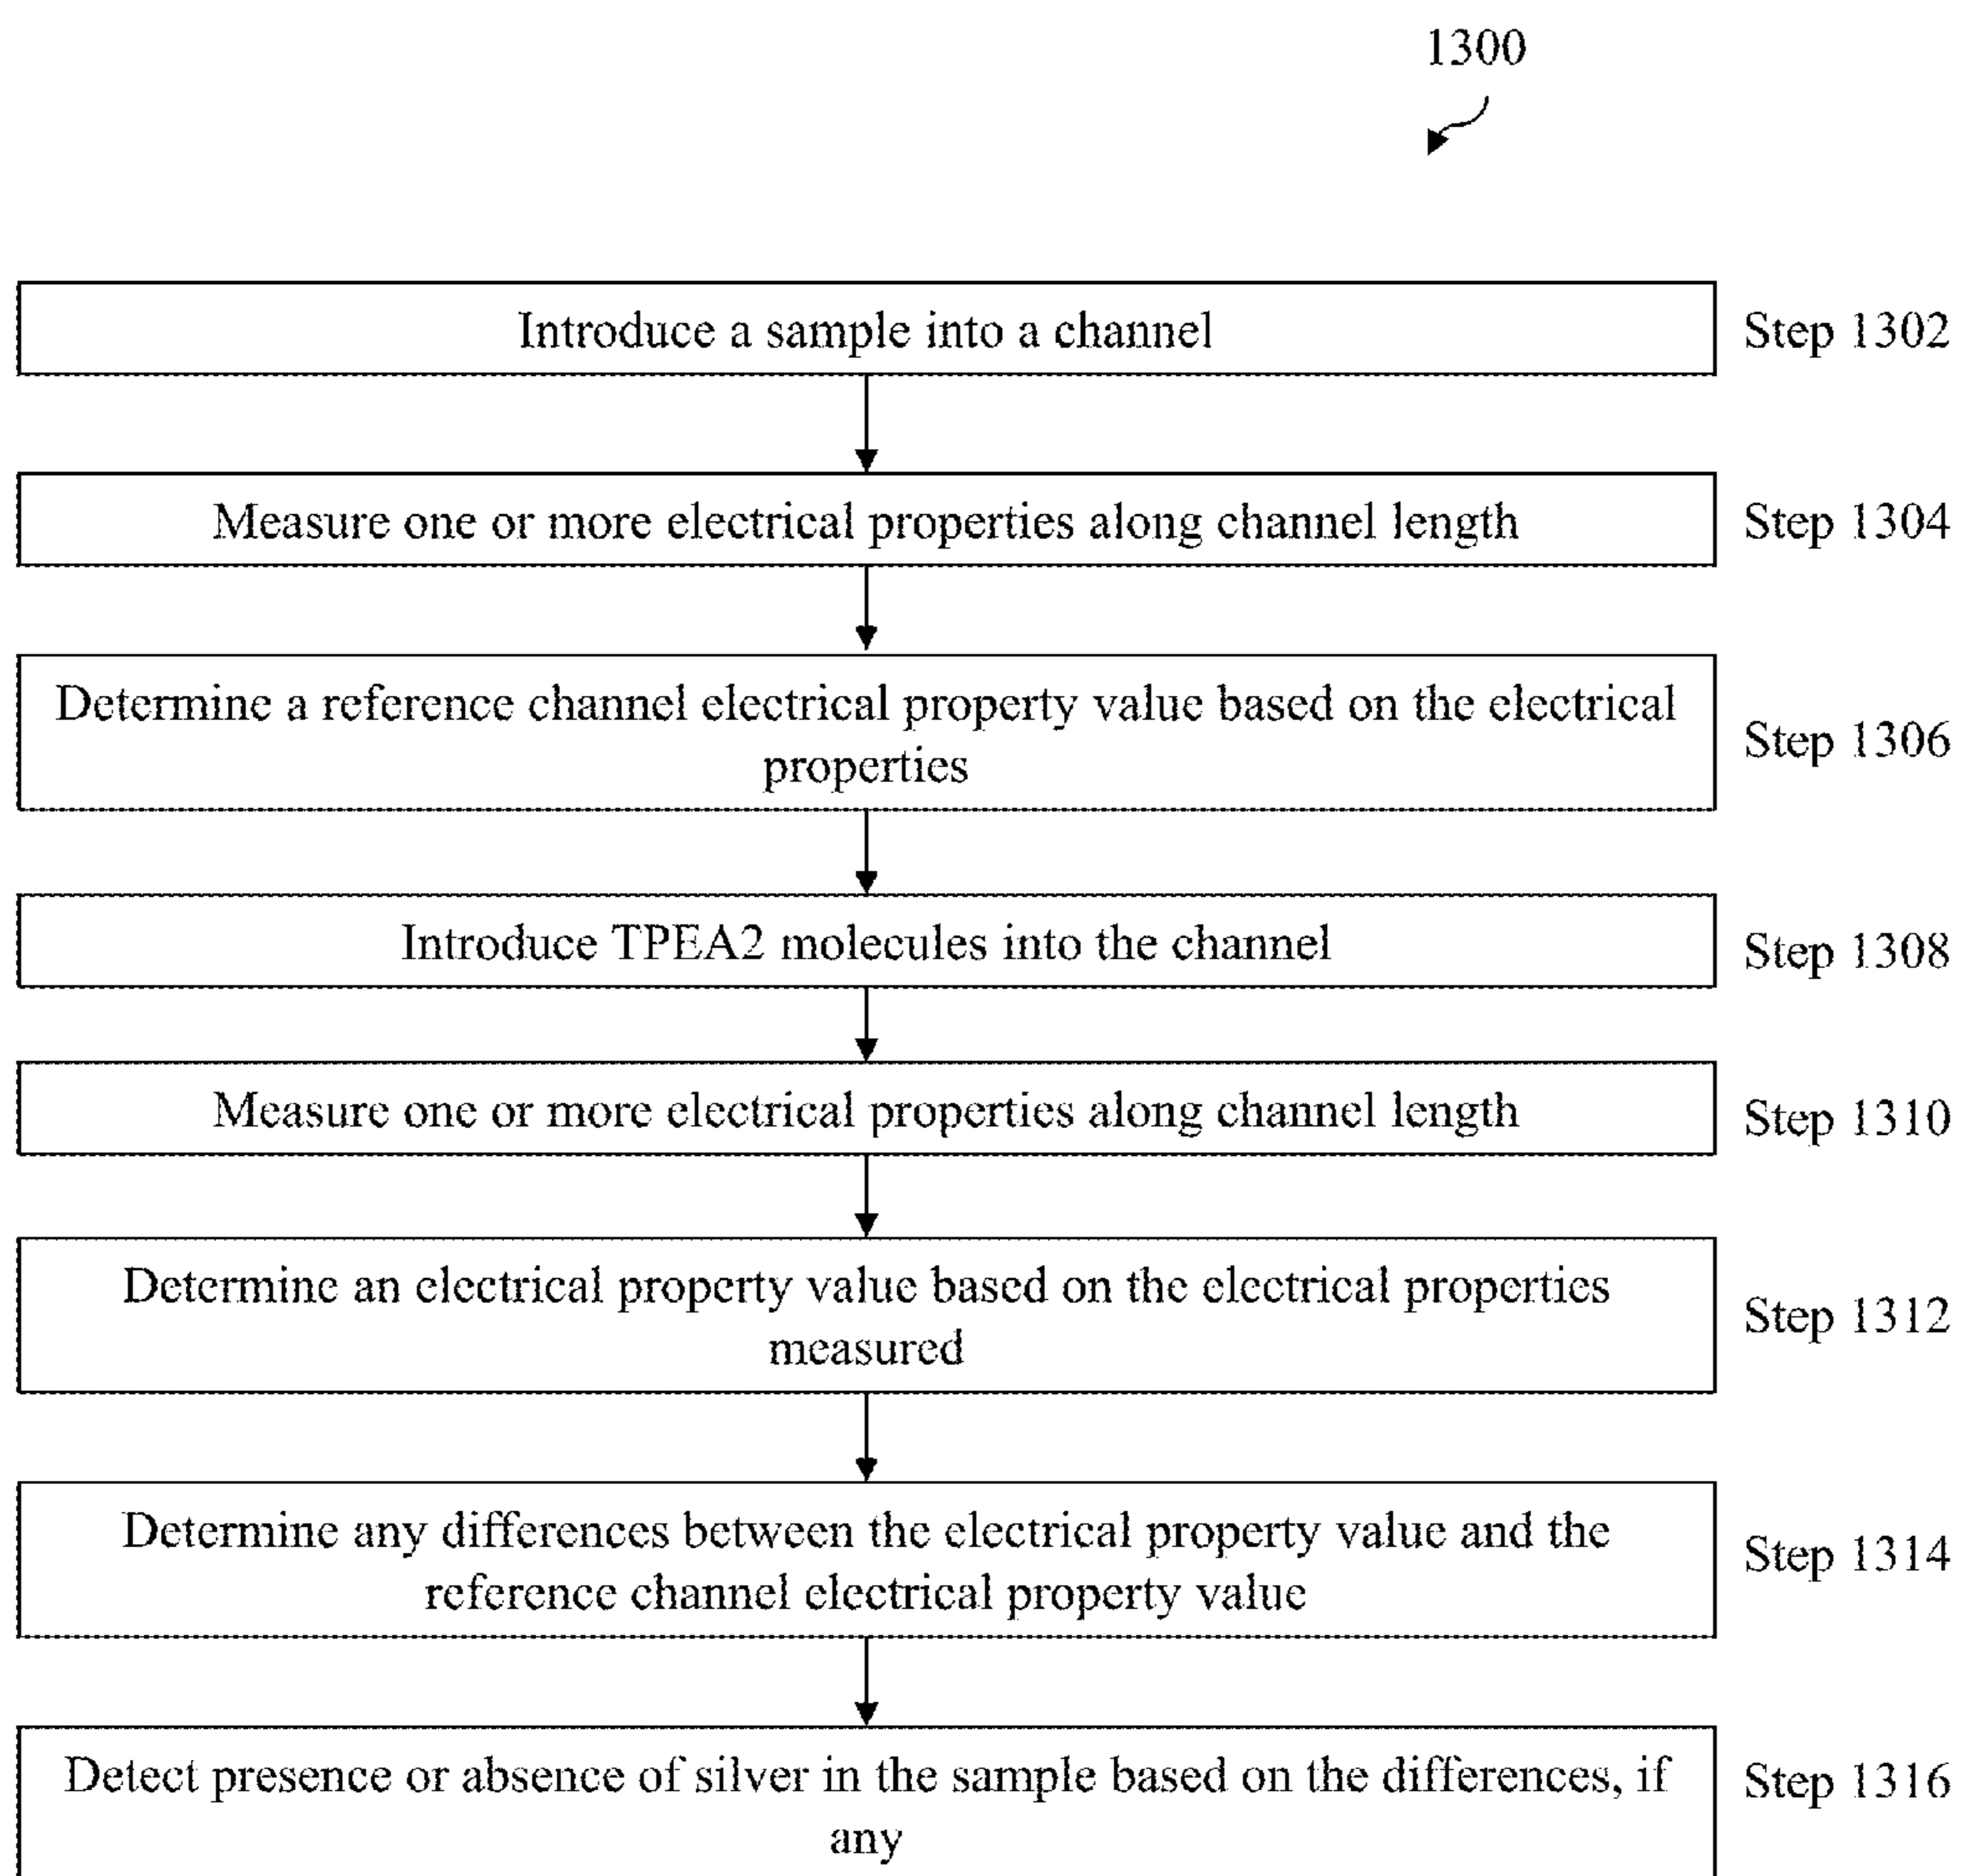 1300
Introduce a sample into a channel
Step 1302
Measure one or more electrical properties along channel length
Step 1304
Determine a reference channel electrical property value based on the electrical
properties
Step 1306
Introduce TPEA2 molecules into the channel
Step 1308
Measure one or more electrical properties along channel length
Step 1310
Determine an electrical property value based on the electrical properties
measured
Step 1312
Determine any differences between the electrical property value and the
reference channel electrical property value
Step 1314
Detect presence or absence of silver in the sample based on the differences, if
any
Step 1316